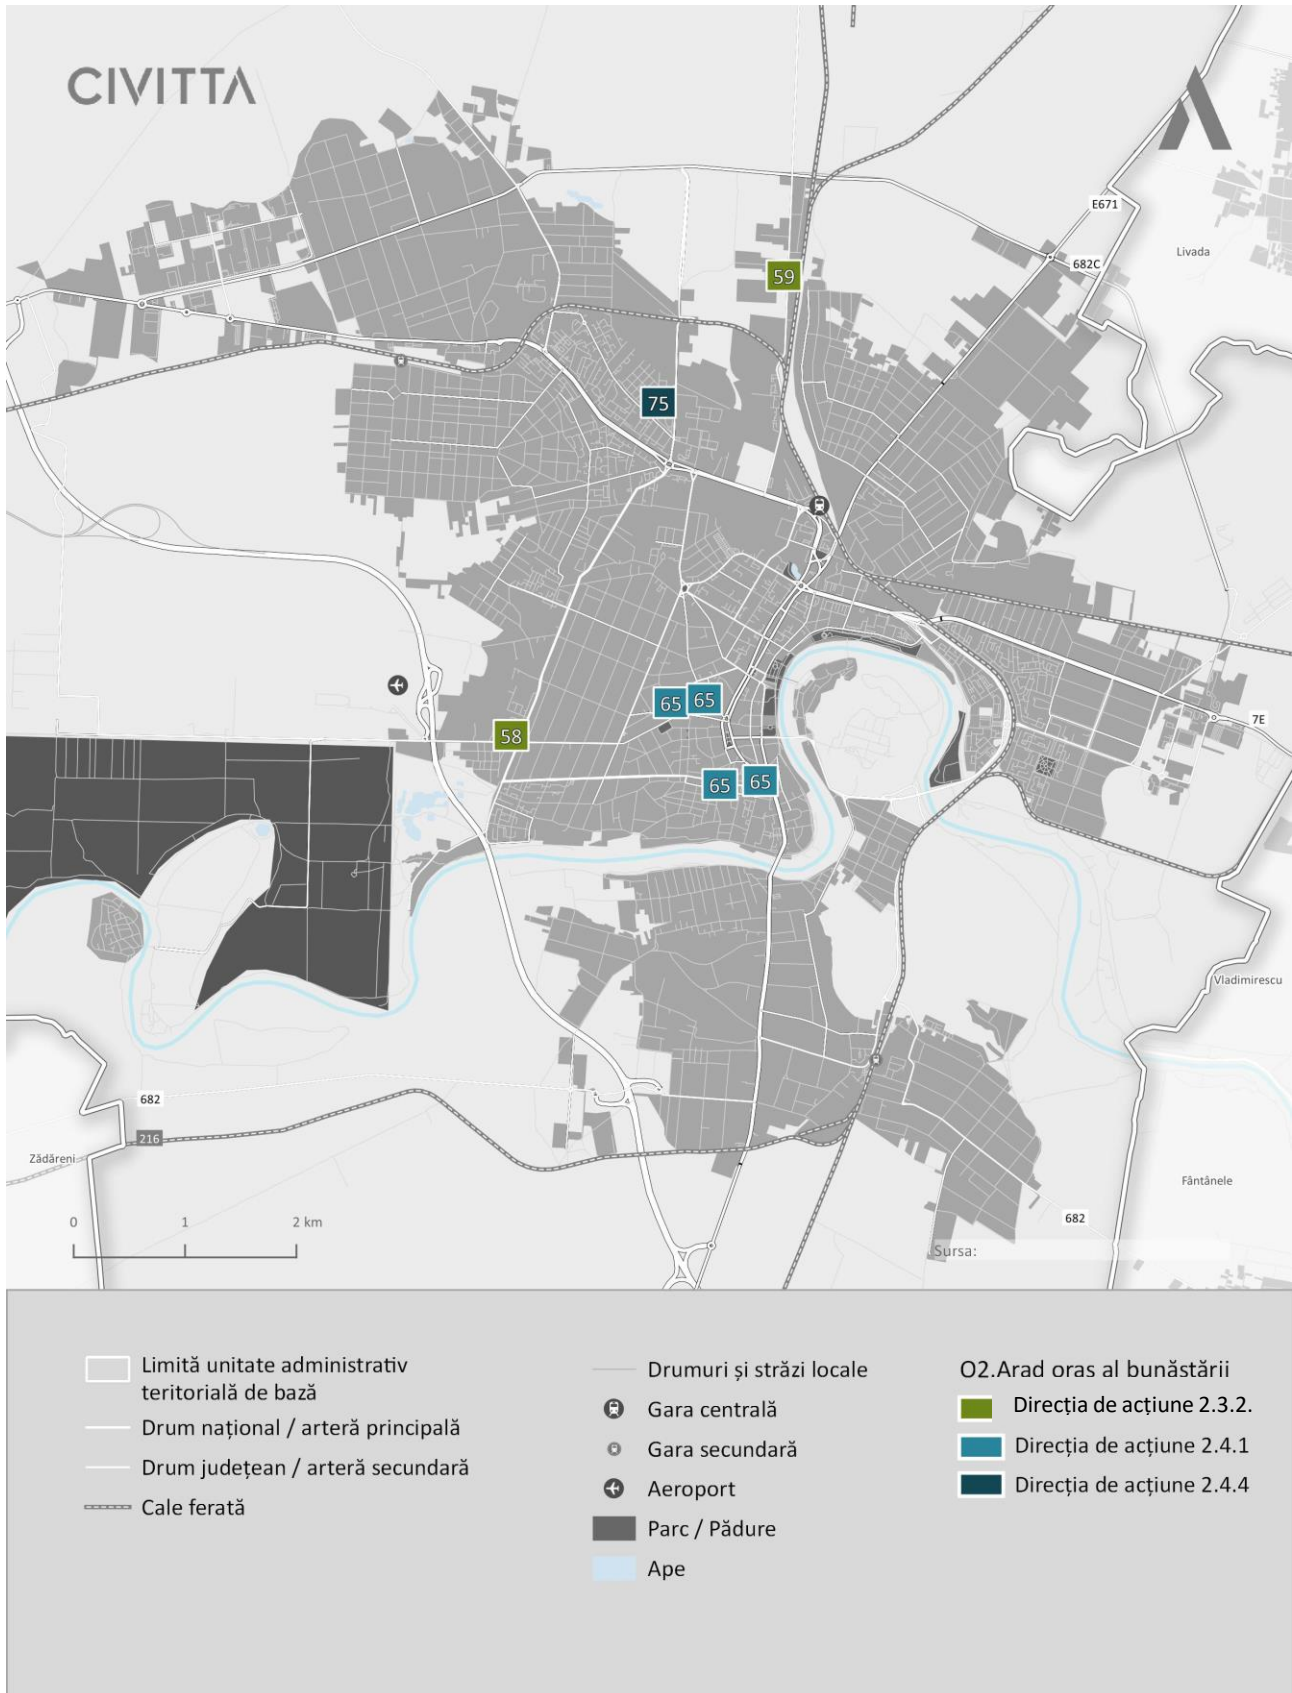 CIVITTA
E671
Livada
682C
59
75
65
65
7E
58
65
65
Vladimirescu
682
216
Zădăreni
Fântânele
682
0 1 2 km
Sursa:
Limită unitate administrativ
teritorială de bază
Drum național / arteră principală
Drum județean / arteră secundară
Cale ferată
Drumuri și străzi locale
Gara centrală
Gara secundară
Aeroport
Parc / Pădure
Ape
O2.Arad oras al bunăstării
Direcția de acțiune 2.3.2.
Direcția de acțiune 2.4.1
Direcția de acțiune 2.4.4